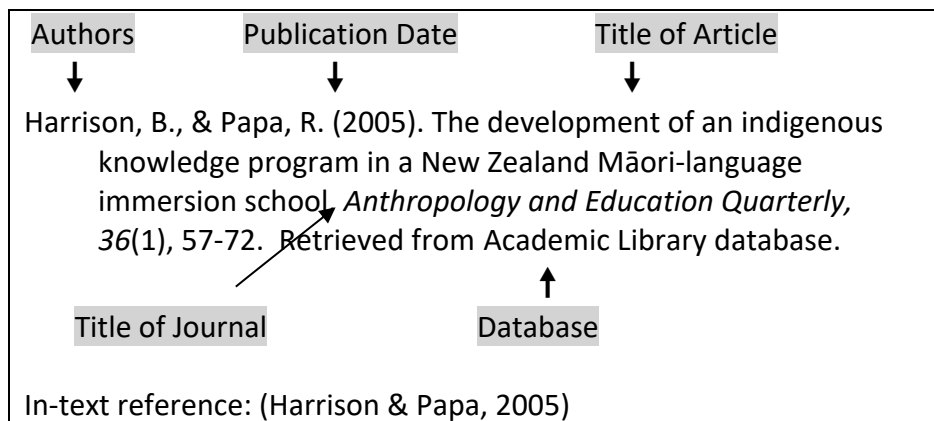 Authors Publication Date Title of Article
Harrison, B., & Papa, R. (2005). The development of an indigenous
knowledge program in a New Zealand Māori-language
immersion school. Anthropology and Education Quarterly,
36(1), 57-72.  Retrieved from Academic Library database.
Title of Journal Database
In-text reference: (Harrison & Papa, 2005)